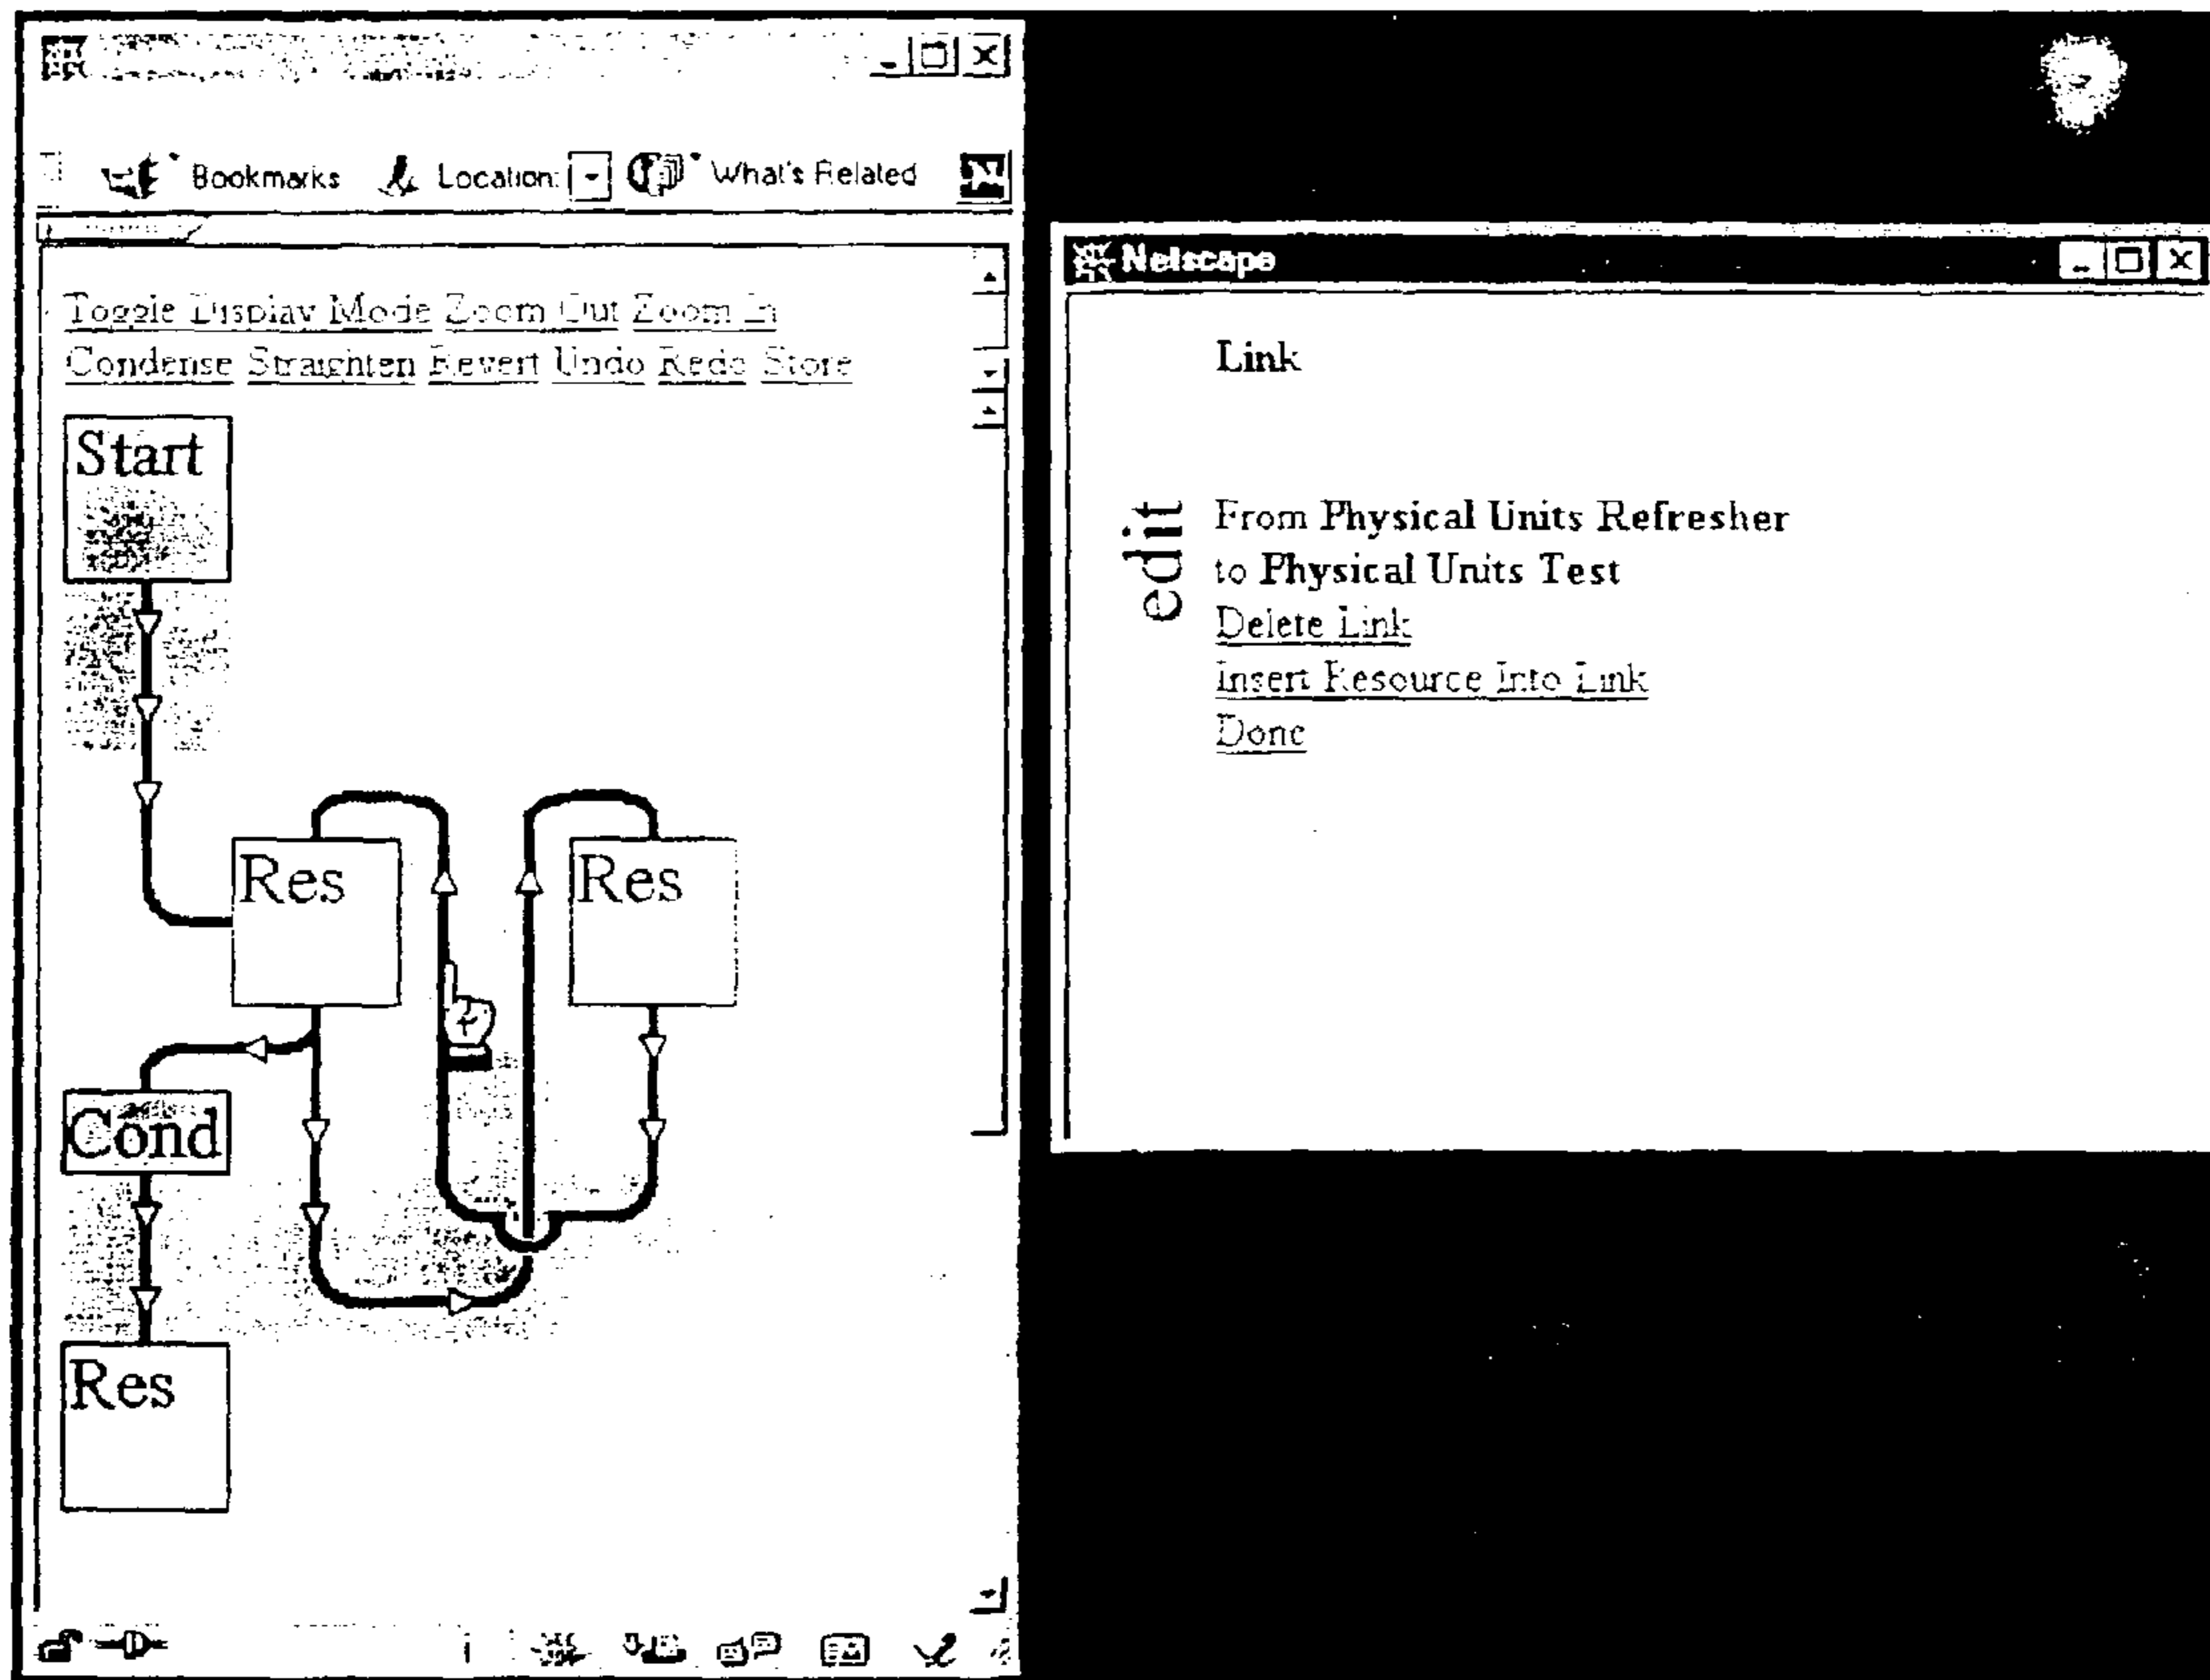 Bookmarks Location: What's Related
Toggle Display Mode Zoom Out Zoom In
Condense Straighten Revert Undo Redo Store
Start
Res Res
Cond
Res
Netscape
Link
edit
From Physical Units Refresher
to Physical Units Test
Delete Link
Insert Resource Into Link
Done